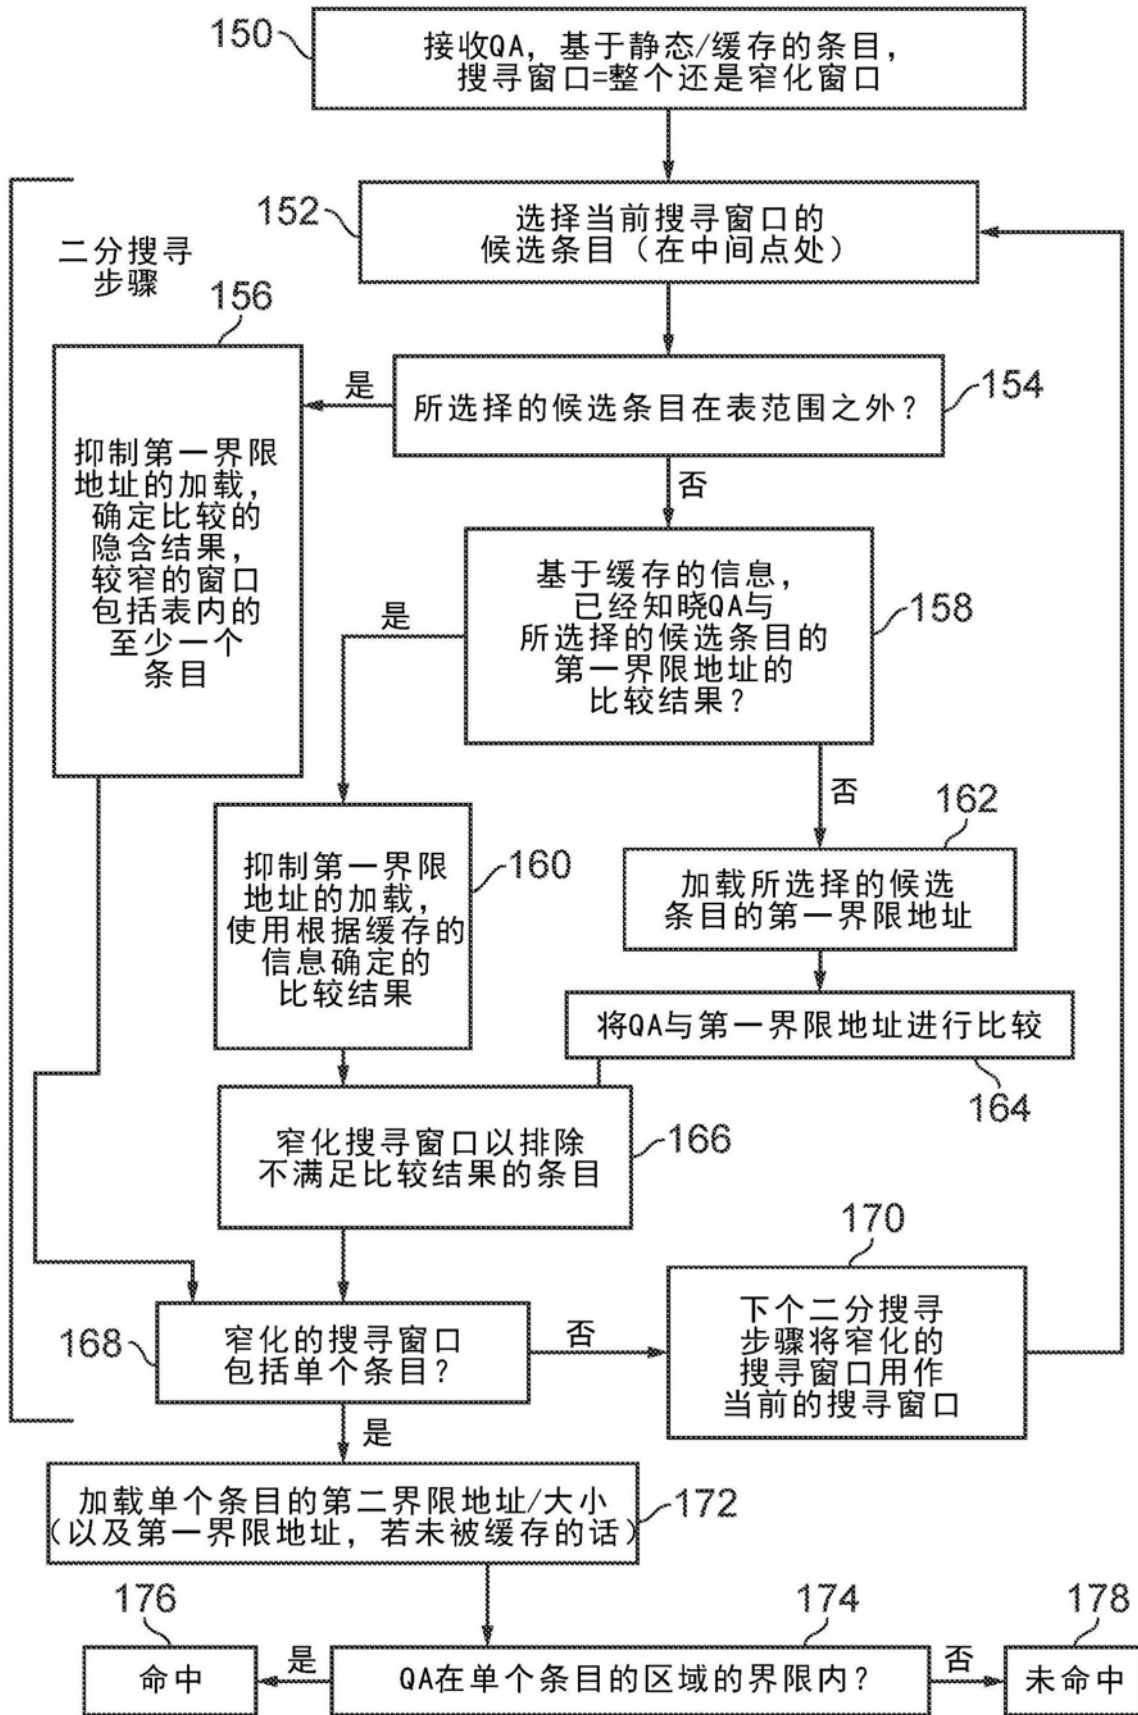 150
接收QA，基于静态/缓存的条目，
搜寻窗口=整个还是窄化窗口
152
选择当前搜寻窗口的
候选条目（在中间点处）
二分搜寻
步骤
156
是
154
所选择的候选条目在表范围之外？
抑制第一界限
地址的加载，
确定比较的
隐含结果，
较窄的窗口
包括表内的
至少一个
条目
否
基于缓存的信息，
已经知晓QA与
所选择的候选条目的
第一界限地址的
比较结果？
158
是
否
162
抑制第一界限
地址的加载，
使用根据缓存的
信息确定的
比较结果
160
加载所选择的候选
条目的第一界限地址
将QA与第一界限地址进行比较
164
窄化搜寻窗口以排除
不满足比较结果的条目
166
170
168
窄化的搜寻窗口
包括单个条目？
否
下个二分搜寻
步骤将窄化的
搜寻窗口用作
当前的搜寻窗口
是
加载单个条目的第二界限地址/大小
（以及第一界限地址，若未被缓存的话）
172
176
174
178
命中
是
QA在单个条目的区域的界限内？
否
未命中